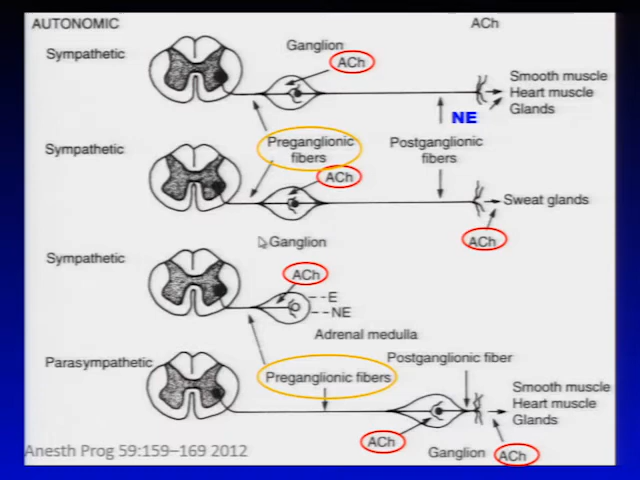 AUTONOMIC
ACh
Sympathetic
Ganglion
ACh
Smooth muscle
Heart muscle
Glands
NE
Sympathetic
Preganglionic
fibers
Postganglionic
fibers
ACh
Sweat glands
ACh
Ganglion
Sympathetic
ACh
--E
--NE
Adrenal medulla
Parasympathetic
Postganglionic fiber
Preganglionic fibers
Smooth muscle
Heart muscle
Glands
ACh
Ganglion
ACh
Anesth Prog 59:159–169 2012